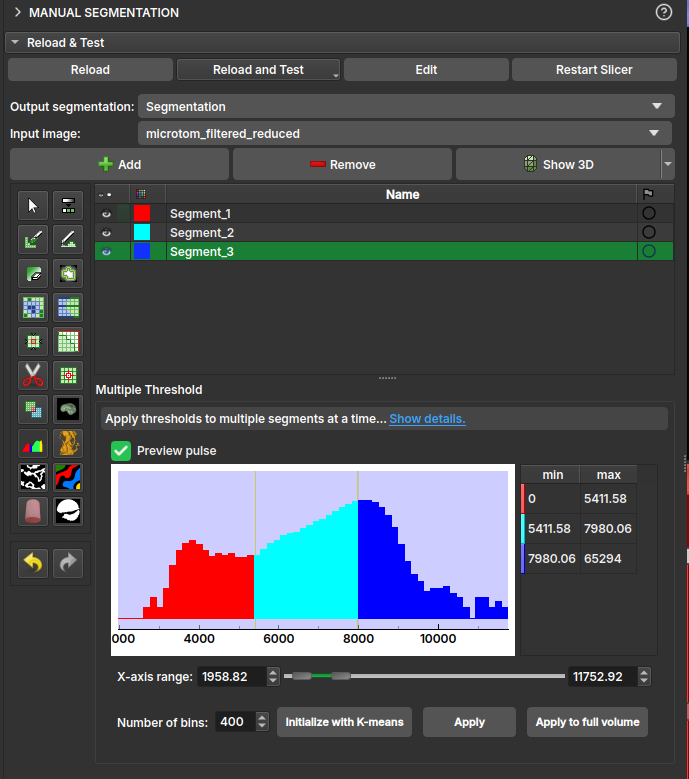 MANUAL SEGMENTATION
Reload & Test
Reload Reload and Test Edit Restart Slicer
Output segmentation: Segmentation
Input image: microtom_filtered_reduced
Add Remove Show 3D
Name
Segment_1
Segment_2
Segment_3
Multiple Threshold
Apply thresholds to multiple segments at a time... Show details.
Preview pulse
min max
0 5411.58
5411.58 7980.06
7980.06 65294
000 4000 6000 8000 10000
X-axis range: 1958.82 11752.92
Number of bins: 400 Initialize with K-means Apply Apply to full volume